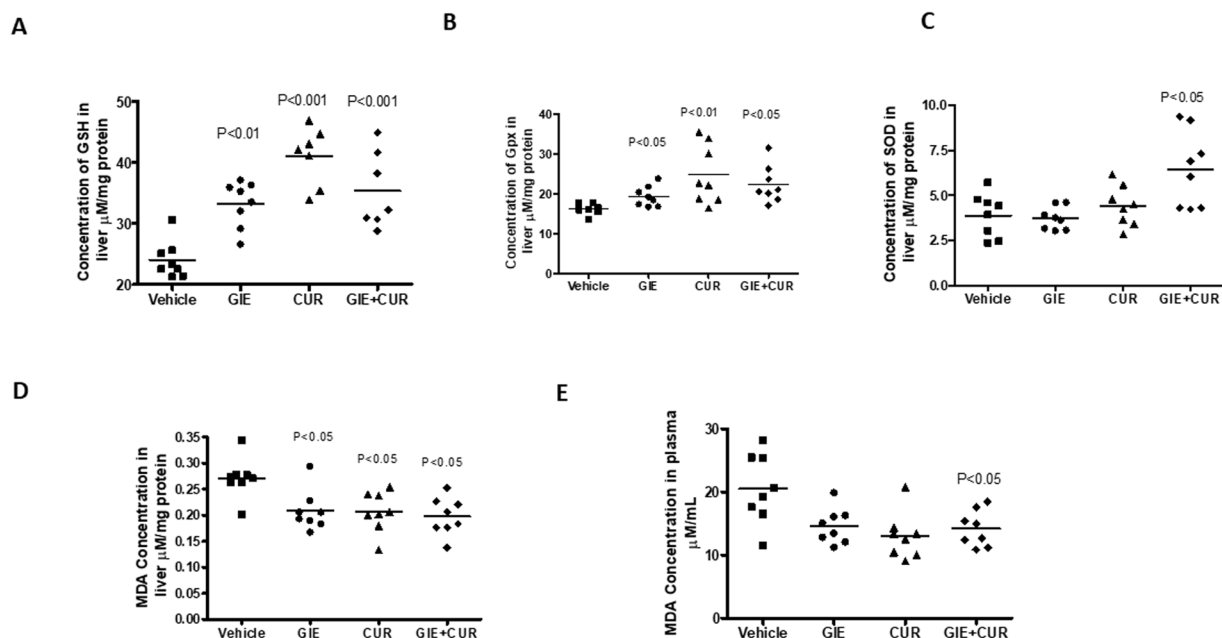 A
B
C
Concentration of GSH in
liver μM/mg protein
50
40
30
20
P<0.01
P<0.001
P<0.001
Vehicle
GIE
CUR
GIE+CUR
Concentration of Gpx in
liver μM/mg protein
40
30
20
10
0
P<0.05
P<0.01
P<0.05
Vehicle
GIE
CUR
GIE+CUR
Concentration of SOD in
liver μM/mg protein
10.0
7.5
5.0
2.5
0.0
P<0.05
Vehicle
GIE
CUR
GIE+CUR
D
E
MDA Concentration in
liver μM/mg protein
0.35
0.30
0.25
0.20
0.15
0.10
0.05
0.00
P<0.05
P<0.05
P<0.05
Vehicle
GIE
CUR
GIE+CUR
MDA Concentration in plasma
μM/mL
30
20
10
0
P<0.05
Vehicle
GIE
CUR
GIE+CUR